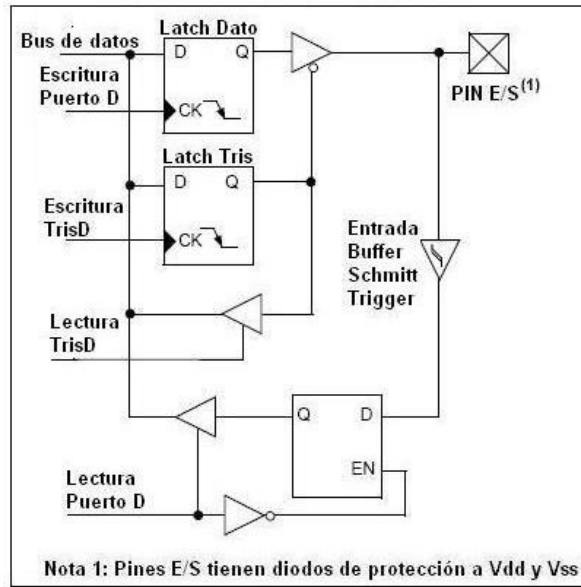 Latch Dato
Bus de datos
D
Q
Escritura
Puerto D
CK
PIN E/S(1)
Latch Tris
D
Q
Escritura
TrisD
CK
Entrada
Buffer
Schmitt
Trigger
Lectura
TrisD
Q
D
EN
Lectura
Puerto D
Nota 1: Pines E/S tienen diodos de protección a Vdd y Vss